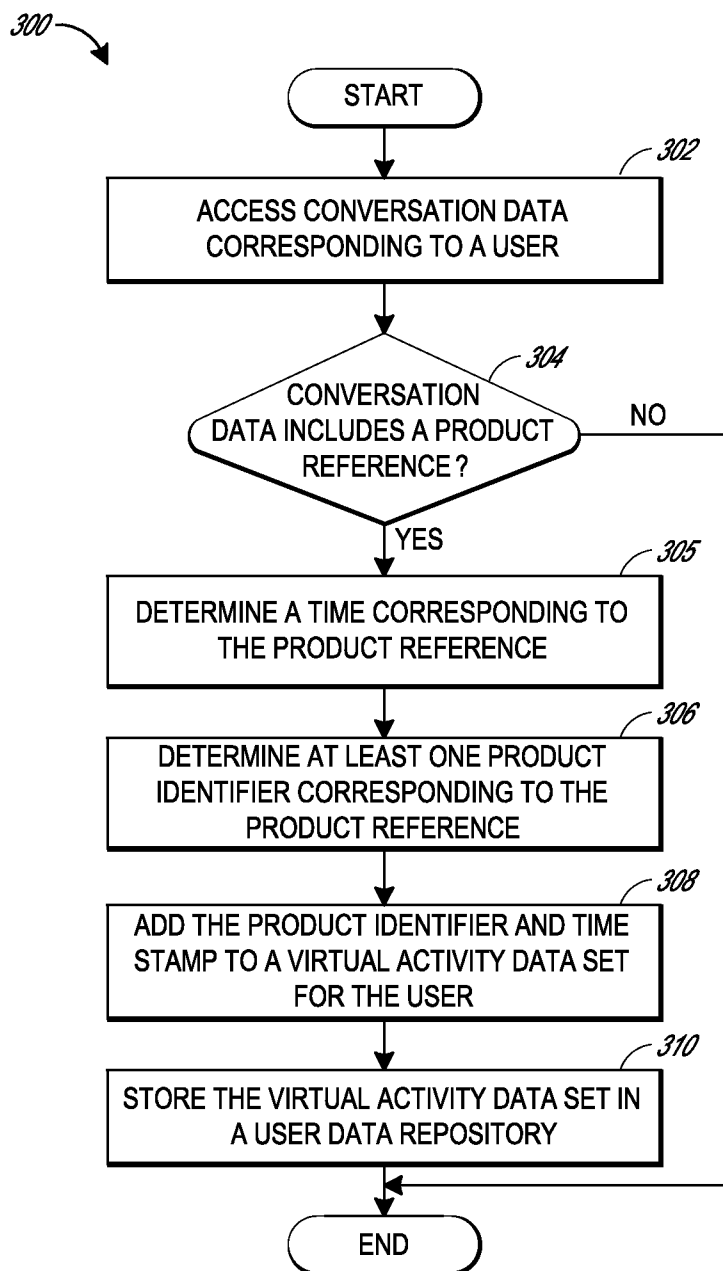 300
START
302
ACCESS CONVERSATION DATA
CORRESPONDING TO A USER
304
CONVERSATION
DATA INCLUDES A PRODUCT
REFERENCE?
NO
YES
305
DETERMINE A TIME CORRESPONDING TO
THE PRODUCT REFERENCE
306
DETERMINE AT LEAST ONE PRODUCT
IDENTIFIER CORRESPONDING TO THE
PRODUCT REFERENCE
308
ADD THE PRODUCT IDENTIFIER AND TIME
STAMP TO A VIRTUAL ACTIVITY DATA SET
FOR THE USER
310
STORE THE VIRTUAL ACTIVITY DATA SET IN
A USER DATA REPOSITORY
END